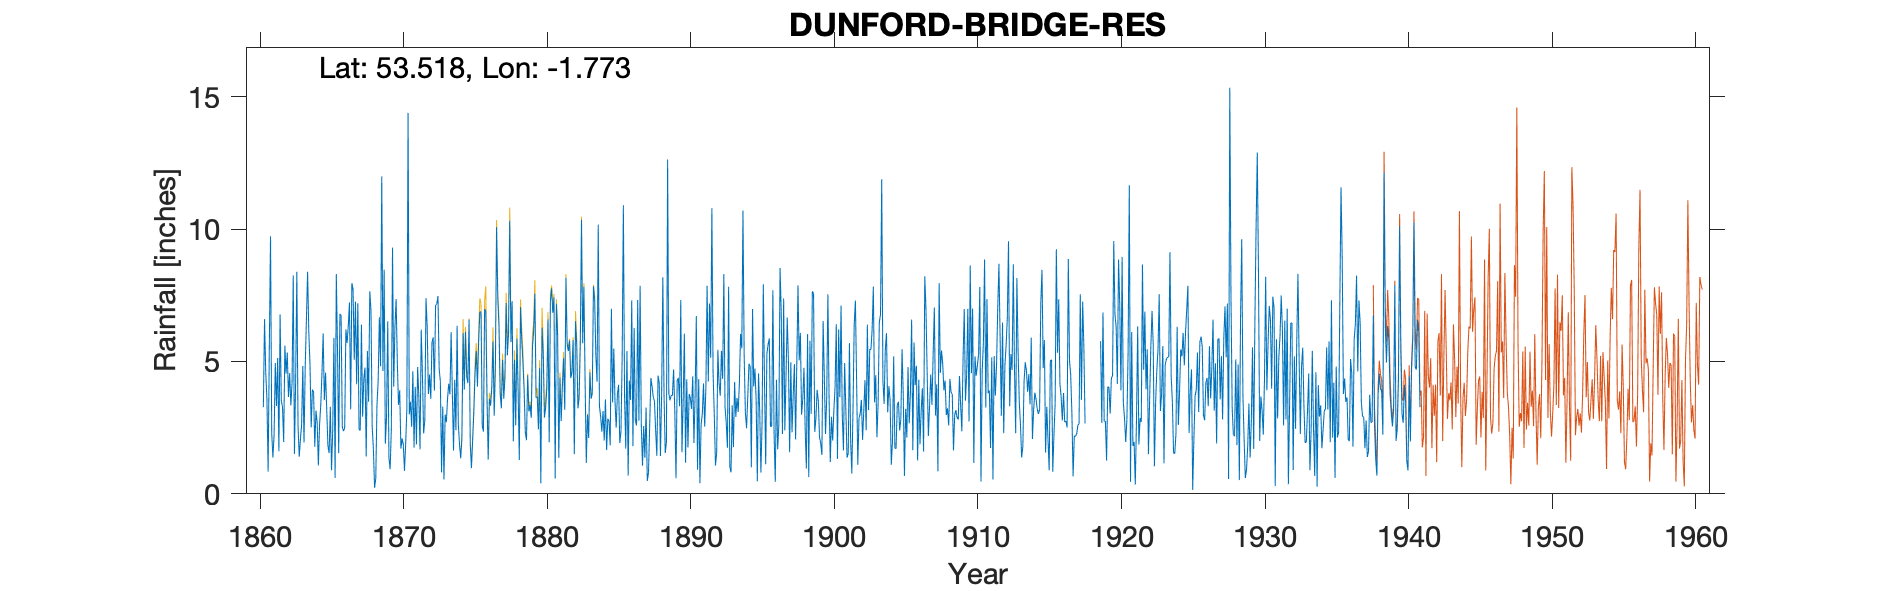 DUNFORD-BRIDGE-RES
Lat: 53.518, Lon: -1.773
15
10
5
0
Rainfall [inches]
1860 1870 1880 1890 1900 1910 1920 1930 1940 1950 1960
Year